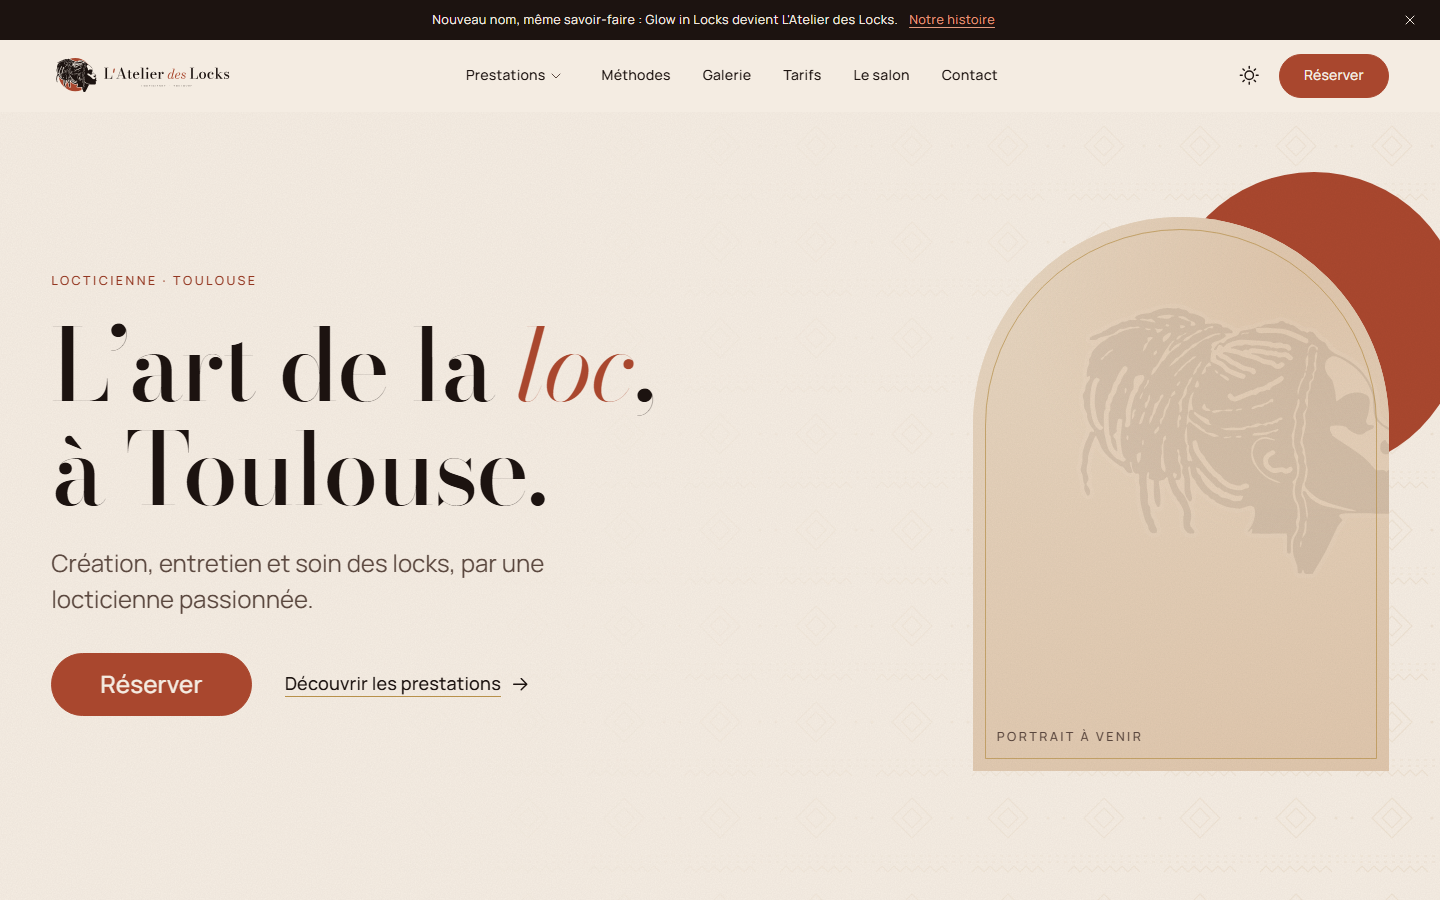 Nouveau nom, même savoir-faire : Glow in Locks devient L'Atelier des Locks. Notre histoire
L'Atelier des Locks
Prestations Méthodes Galerie Tarifs Le salon Contact
Réserver
LOCTICIENNE · TOULOUSE
L'art de la loc,
à Toulouse.
Création, entretien et soin des locks, par une
locticienne passionnée.
Réserver
Découvrir les prestations →
PORTRAIT À VENIR